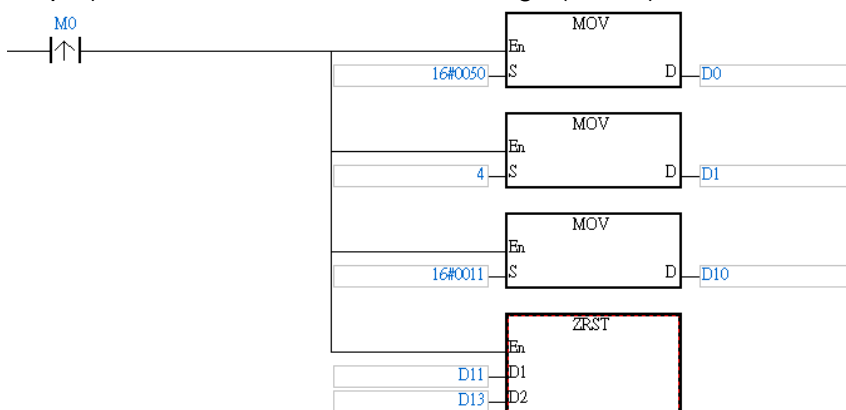 M0
MOV
En
16#0050 S D D0
MOV
En
4 S D D1
MOV
En
16#0011 S D D10
ZRST
En
D11 D1
D13 D2